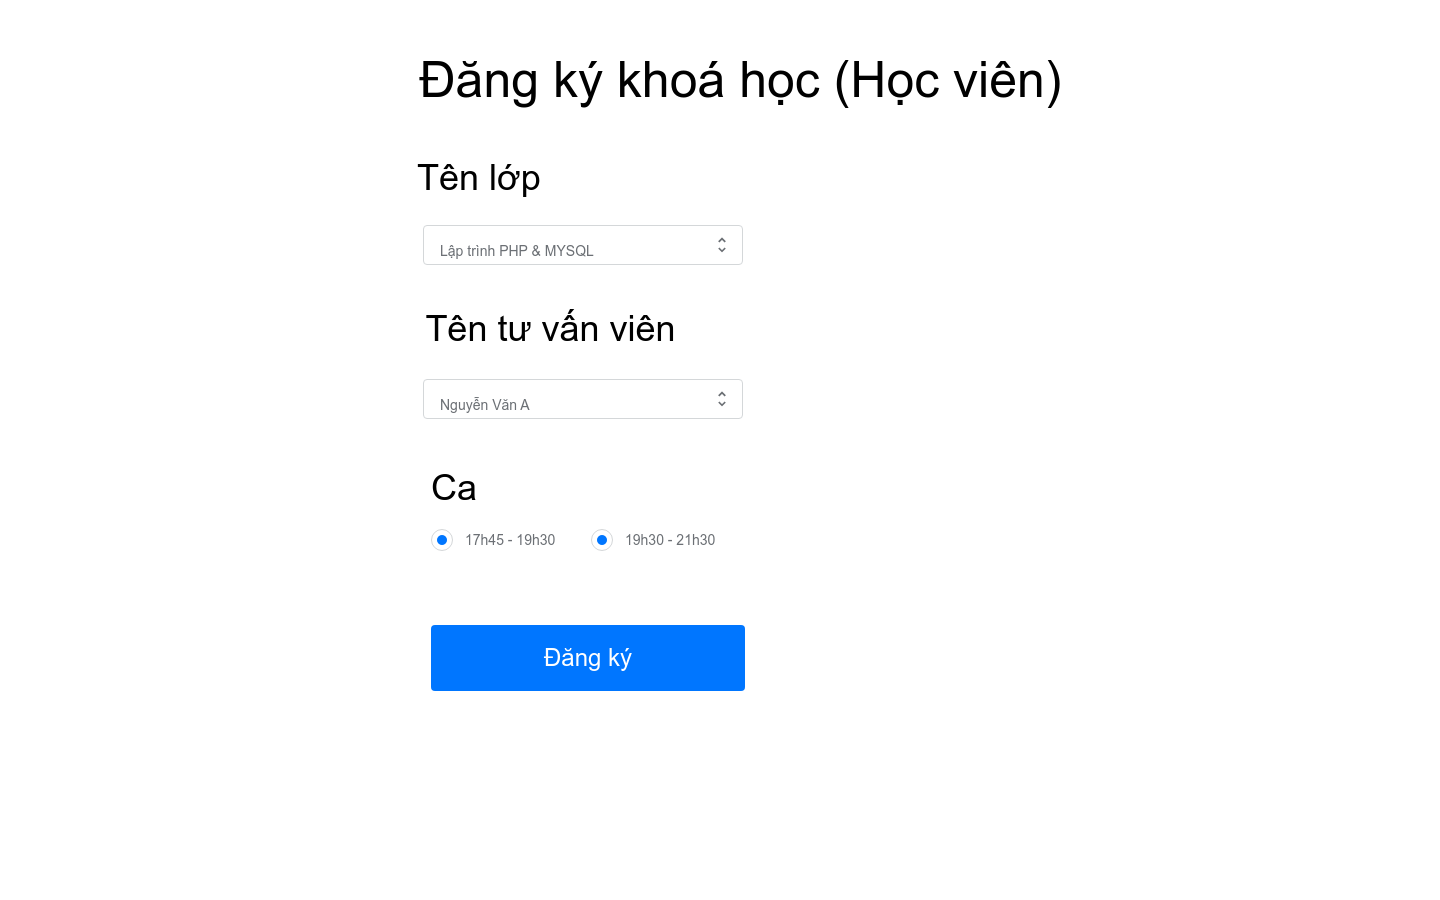 Đăng ký khoá học (Học viên)
Tên lớp
Lập trình PHP & MYSQL
Tên tư vấn viên
Nguyễn Văn A
Ca
17h45 - 19h30 19h30 - 21h30
Đăng ký